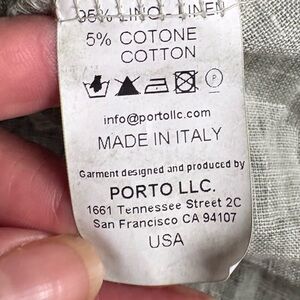 95% LINO LINEN
5% COTONE
COTTON
P
info@portollc.com
MADE IN ITALY
Garment designed and produced by
PORTO LLC.
1661 Tennessee Street 2C
San Francisco CA 94107
USA